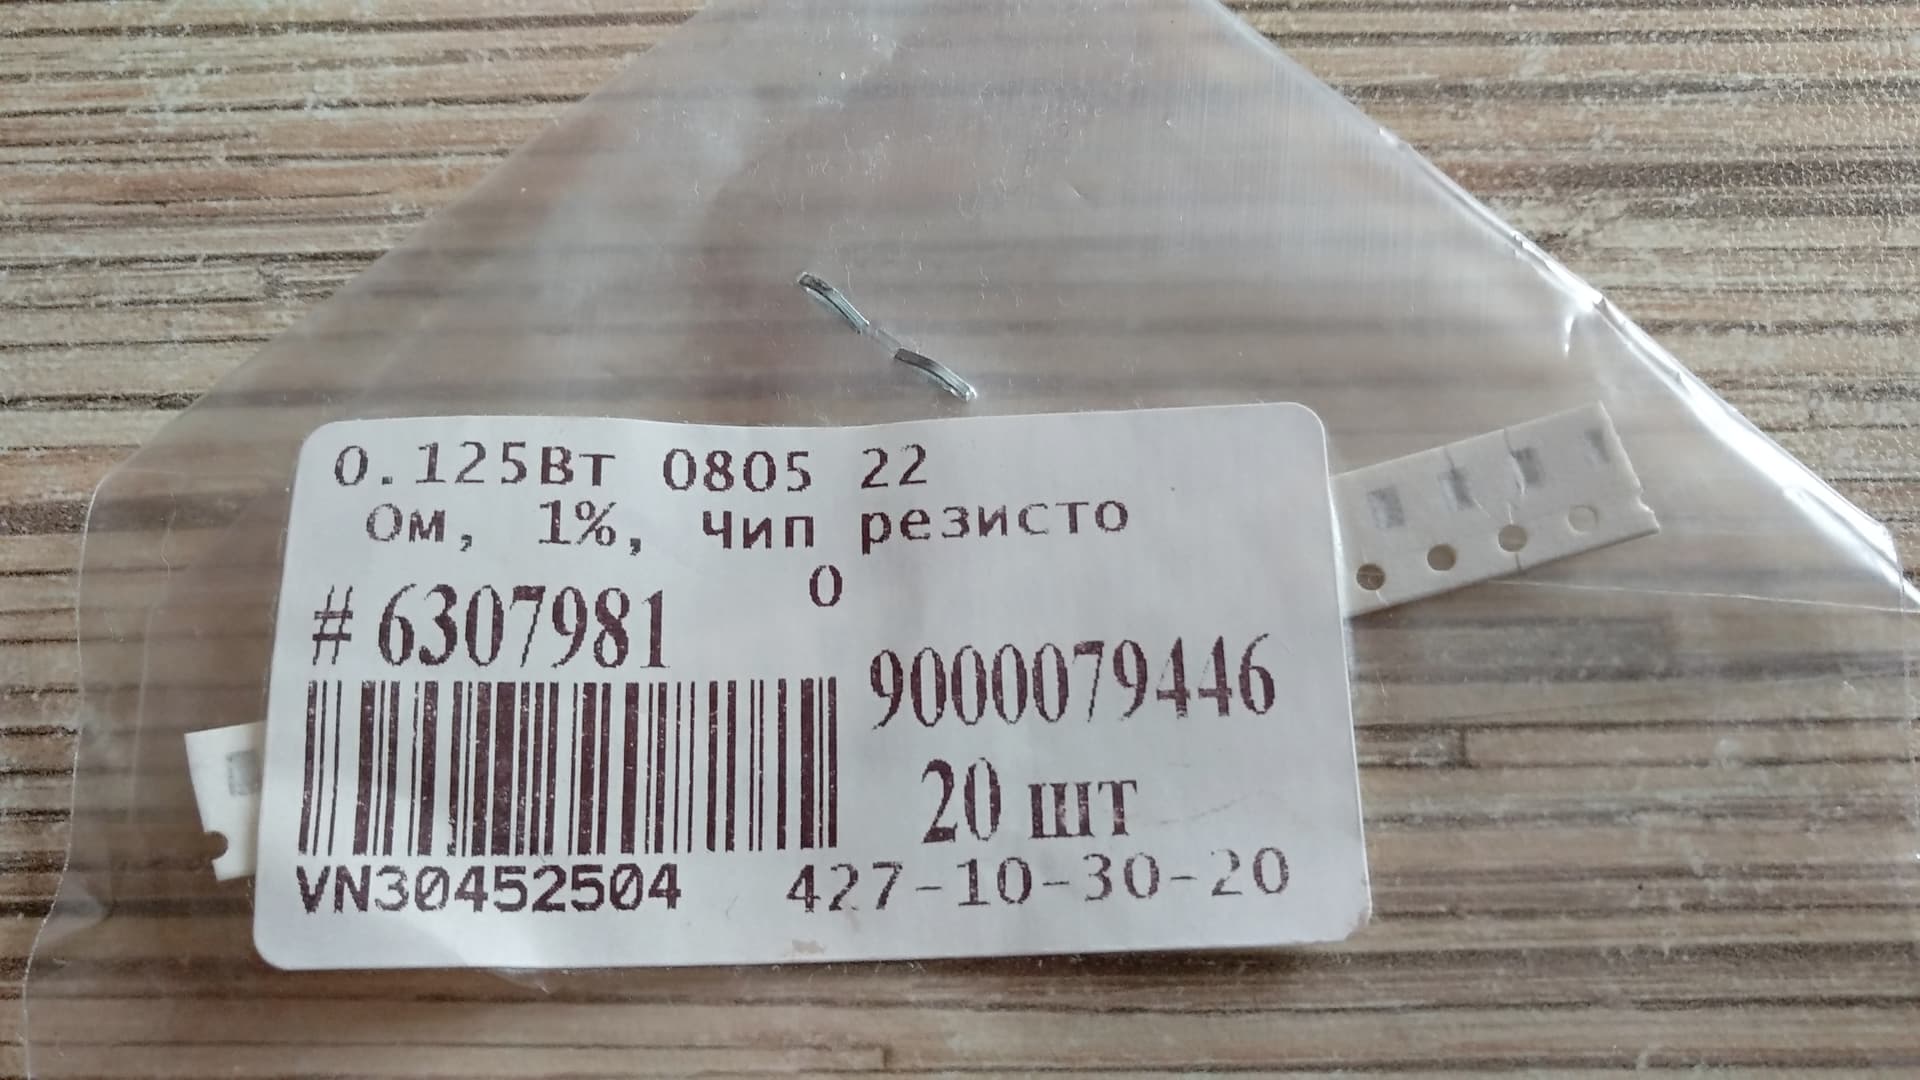 0.125Вт 0805 22
Ом, 1%, Чип резисто
0
# 6307981
9000079446
20 шт
VN30452504 427-10-30-20